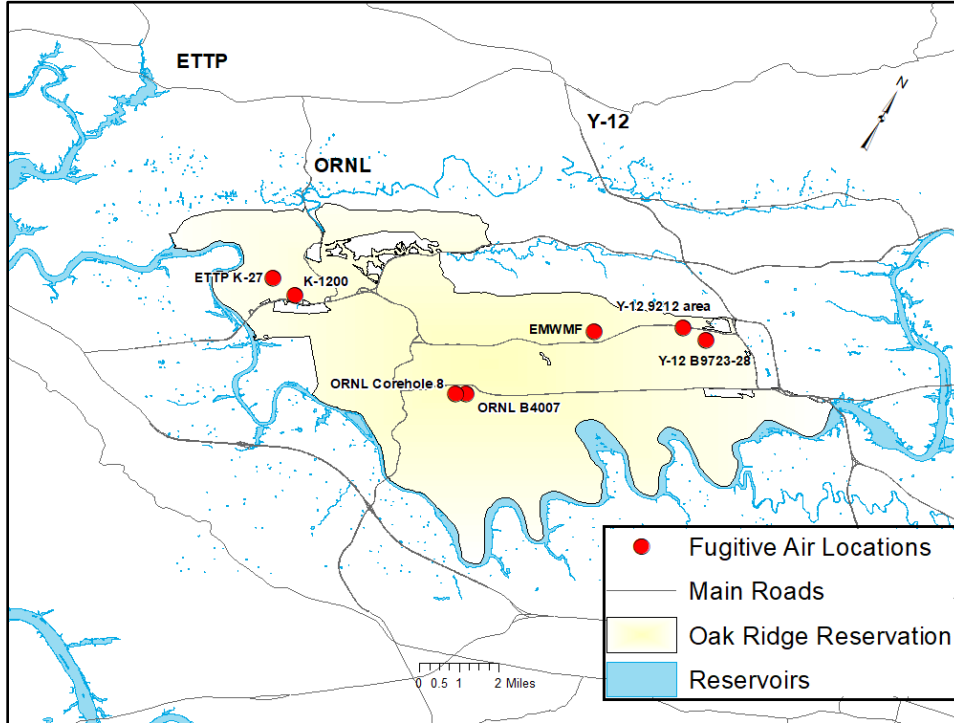 ETTP
N
Y-12
ORNL
ETTP K-27
K-1200
Y-12 9212 area
EMWMF
Y-12 B9723-28
ORNL Corehole 8
ORNL B4007
Fugitive Air Locations
Main Roads
Oak Ridge Reservation
Reservoirs
0 0.5 1 2 Miles